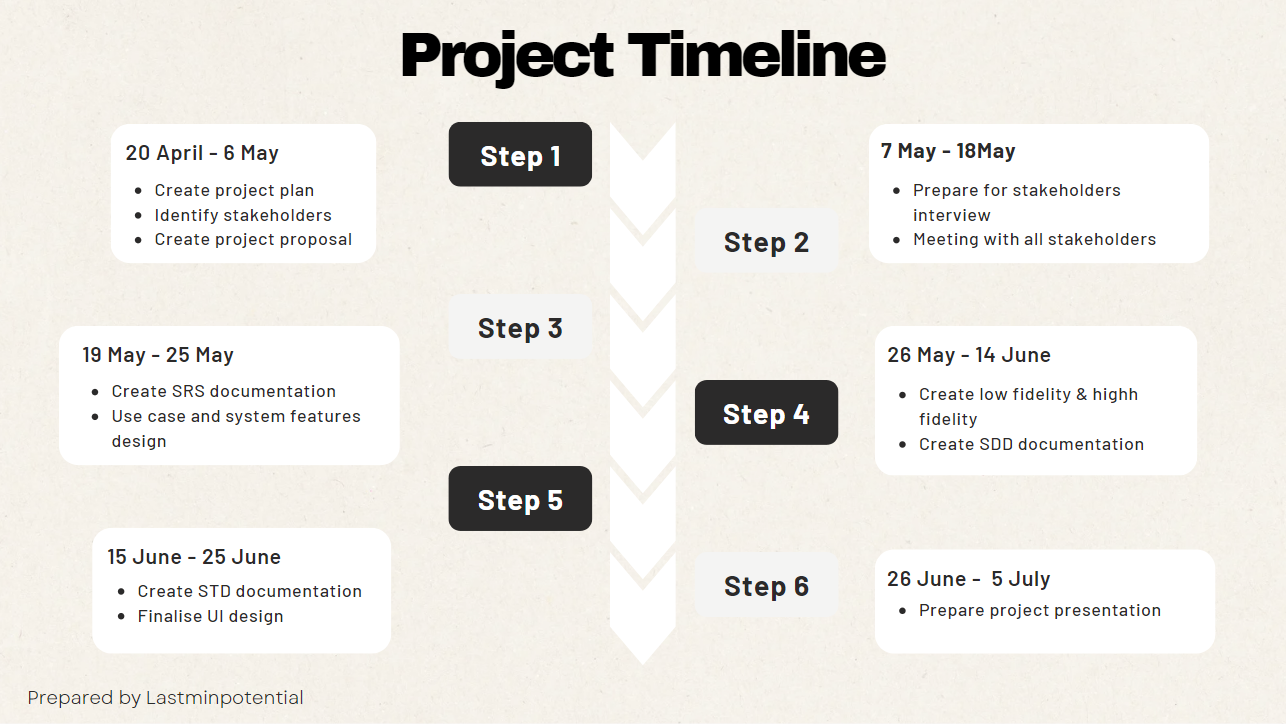 Project Timeline
Step 1
20 April - 6 May
Create project plan
Identify stakeholders
Create project proposal
Step 2
7 May - 18May
Prepare for stakeholders
interview
Meeting with all stakeholders
Step 3
19 May - 25 May
Create SRS documentation
Use case and system features
design
Step 4
26 May - 14 June
Create low fidelity & highh
fidelity
Create SDD documentation
Step 5
15 June - 25 June
Create STD documentation
Finalise UI design
Step 6
26 June -  5 July
Prepare project presentation
Prepared by Lastminpotential